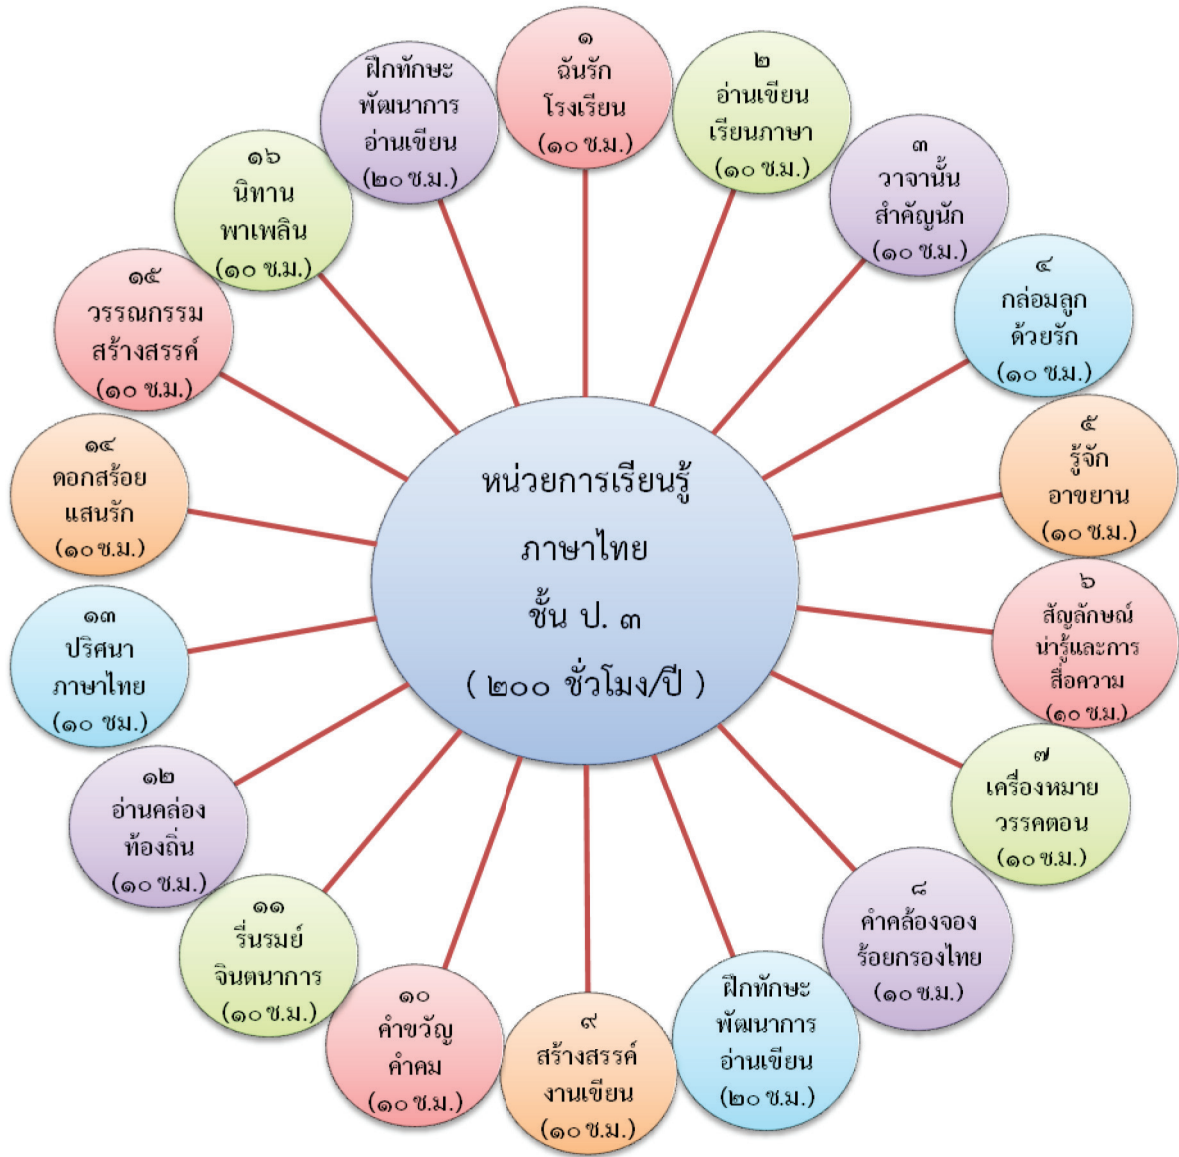 หน่วยการเรียนรู้
ภาษาไทย
ชั้น ป. ๓
( ๒๐๐ ชั่วโมง/ปี )
๑
ฉันรัก
โรงเรียน
(๑๐ ช.ม.)
๒
อ่านเขียน
เรียนภาษา
(๑๐ ช.ม.)
๓
วาจานั้น
สำคัญนัก
(๑๐ ช.ม.)
๔
กล่อมลูก
ด้วยรัก
(๑๐ ช.ม.)
๕
รู้จัก
อาขยาน
(๑๐ ช.ม.)
๖
สัญลักษณ์
น่ารู้และการ
สื่อความ
(๑๐ ช.ม.)
๗
เครื่องหมาย
วรรคตอน
(๑๐ ช.ม.)
๘
คำคล้องจอง
ร้อยกรองไทย
(๑๐ ช.ม.)
ฝึกทักษะ
พัฒนาการ
อ่านเขียน
(๒๐ ช.ม.)
๙
สร้างสรรค์
งานเขียน
(๑๐ ช.ม.)
๑๐
คำขวัญ
คำคม
(๑๐ ช.ม.)
๑๑
รื่นรมย์
จินตนาการ
(๑๐ ช.ม.)
๑๒
อ่านคล่อง
ท้องถิ่น
(๑๐ ช.ม.)
๑๓
ปริศนา
ภาษาไทย
(๑๐ ชม.)
๑๔
ดอกสร้อย
แสนรัก
(๑๐ ช.ม.)
๑๕
วรรณกรรม
สร้างสรรค์
(๑๐ ช.ม.)
๑๖
นิทาน
พาเพลิน
(๑๐ ช.ม.)
ฝึกทักษะ
พัฒนาการ
อ่านเขียน
(๒๐ ช.ม.)